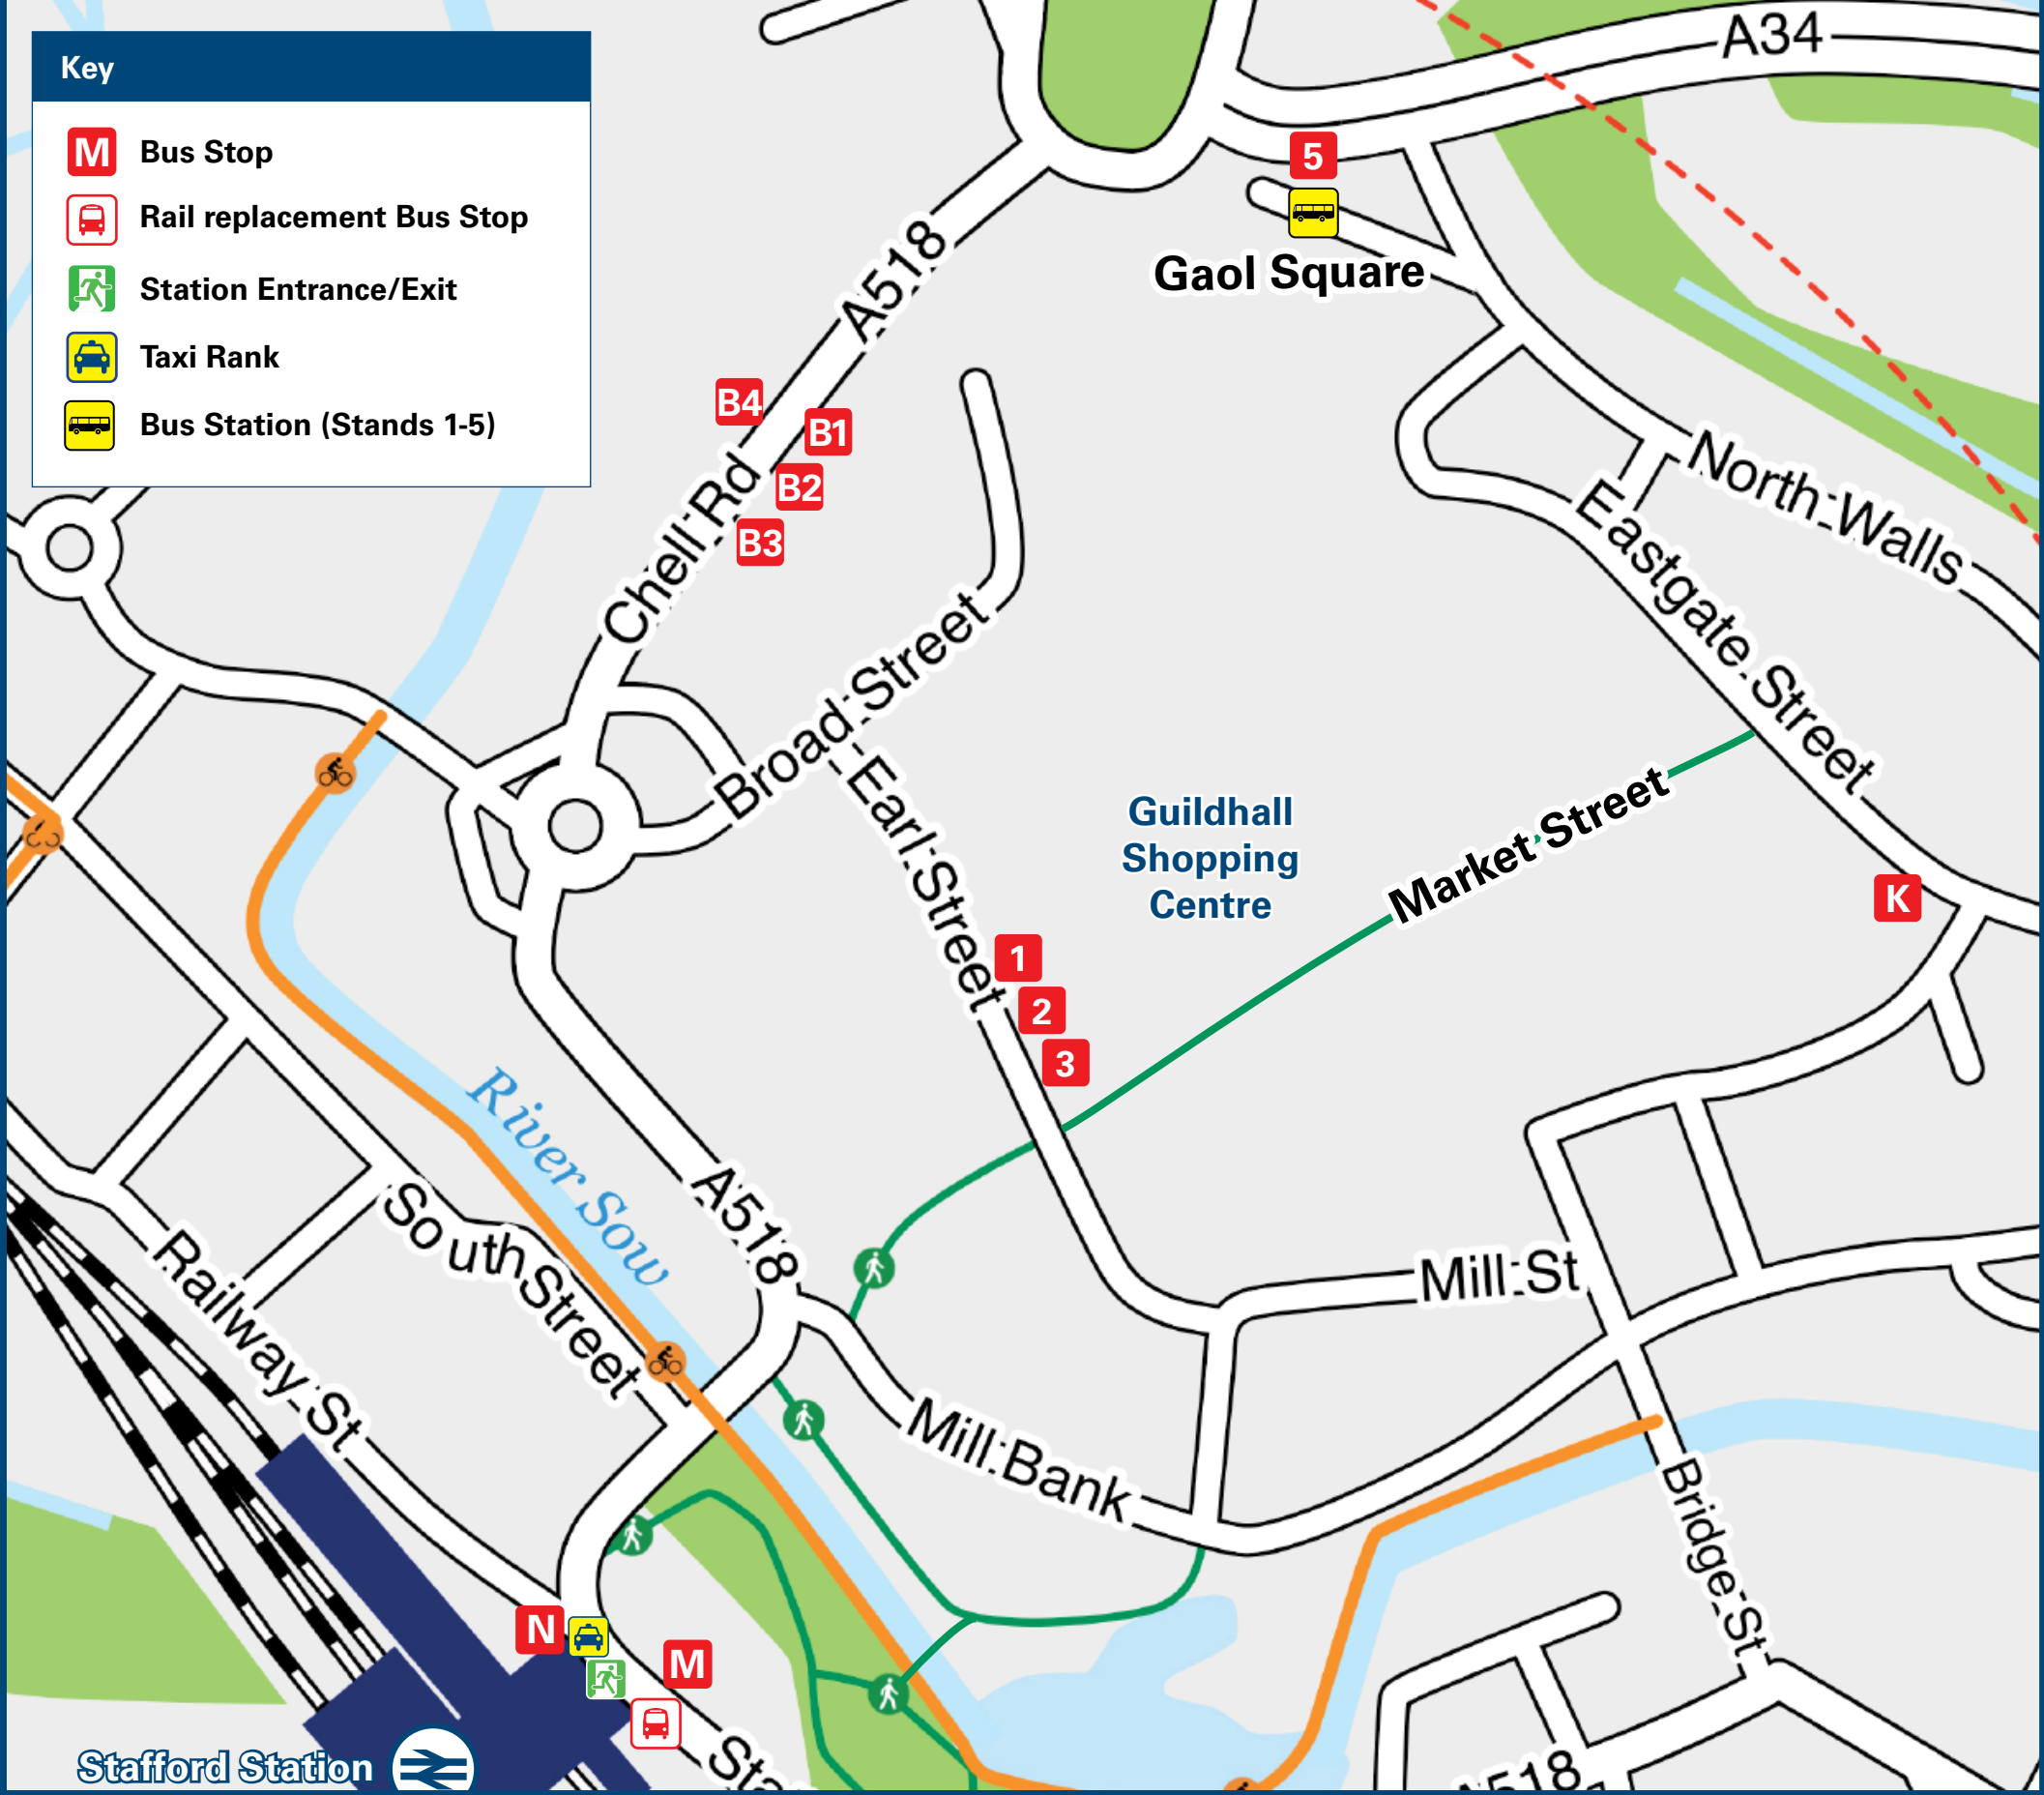 Key
M Bus Stop
Rail replacement Bus Stop
Station Entrance/Exit
Taxi Rank
Bus Station (Stands 1-5)
A34
5
Gaol Square
A518
B4
B1
B2
B3
Chell Rd
North Walls
Eastgate Street
Broad Street
Earl Street
Guildhall
Shopping
Centre
Market Street
K
1
2
3
River Sow
A518
South Street
Railway St
Mill St
Mill Bank
Bridge St
N
M
Stafford Station
Sta
A518